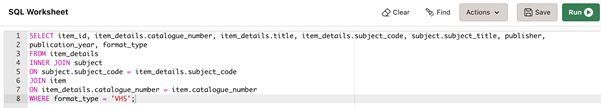 SQL Worksheet
Clear
Find
Actions
Save
Run
1 SELECT item_id, item_details.catalogue_number, item_details.title, item_details.subject_code, subject.subject_title, publisher,
2 publication_year, format_type
3 FROM item_details
4 INNER JOIN subject
5 ON subject.subject_code = item_details.subject_code
6 JOIN item
7 ON item_details.catalogue_number = item.catalogue_number
8 WHERE format_type = 'VHS';